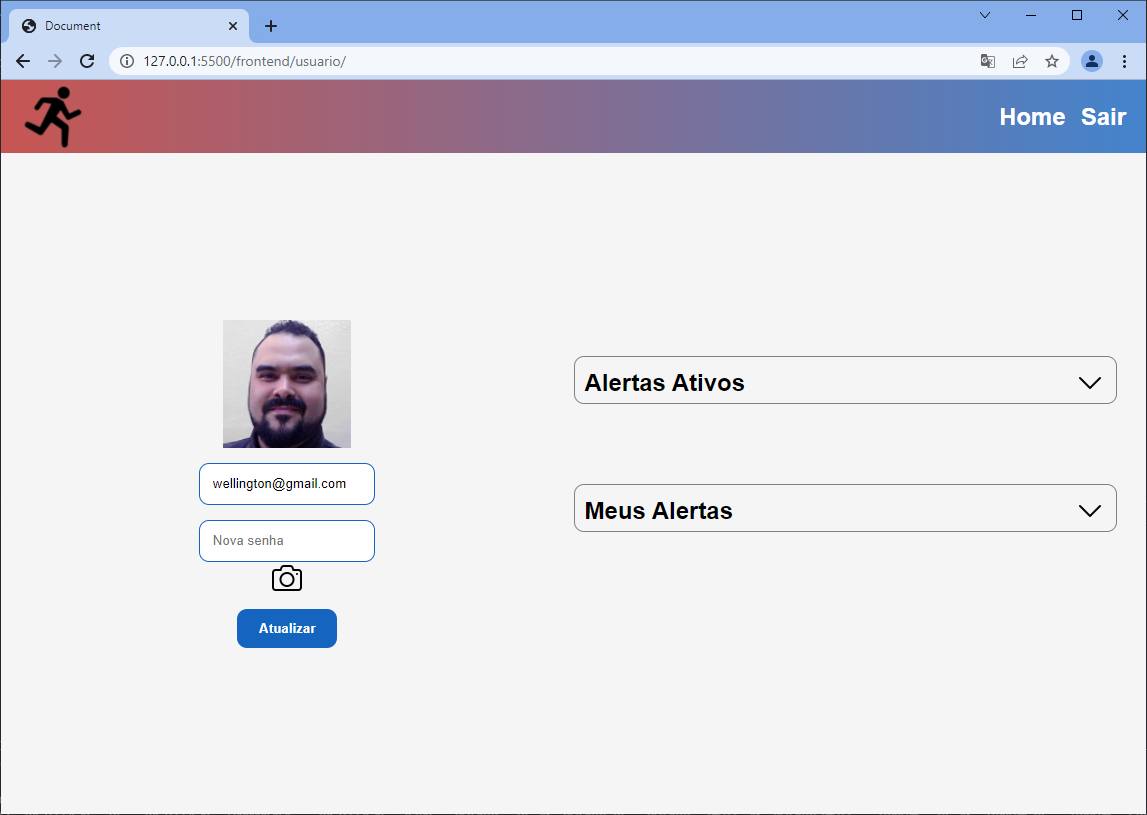 Document
127.0.0.1:5500/frontend/usuario/
Home Sair
wellington@gmail.com
Nova senha
Atualizar
Alertas Ativos
Meus Alertas